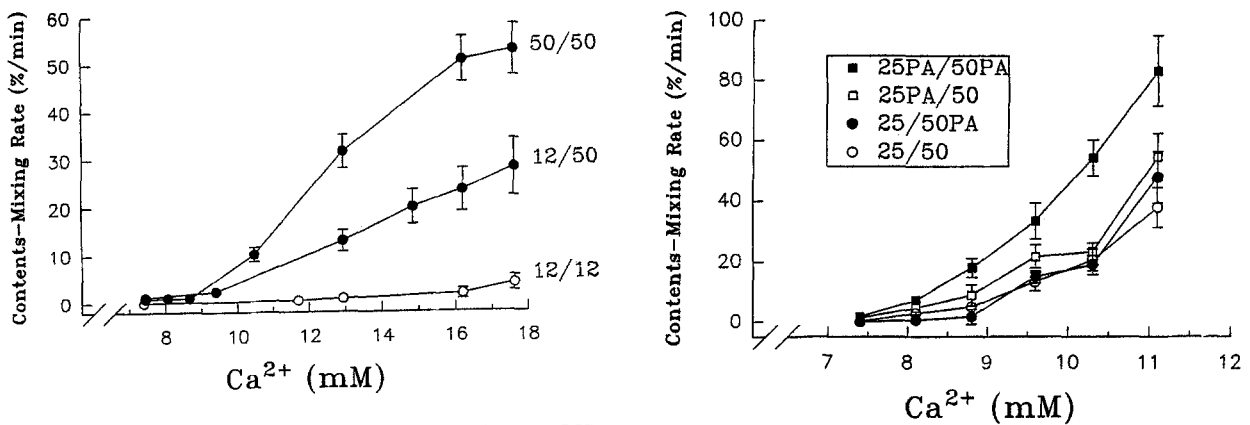 Contents-Mixing Rate (%/min)
60
50
40
30
20
10
0
50/50
12/50
12/12
8 10 12 14 16 18
Ca²⁺ (mM)
Contents-Mixing Rate (%/min)
100
80
60
40
20
0
25PA/50PA
25PA/50
25/50PA
25/50
7 8 9 10 11 12
Ca²⁺ (mM)